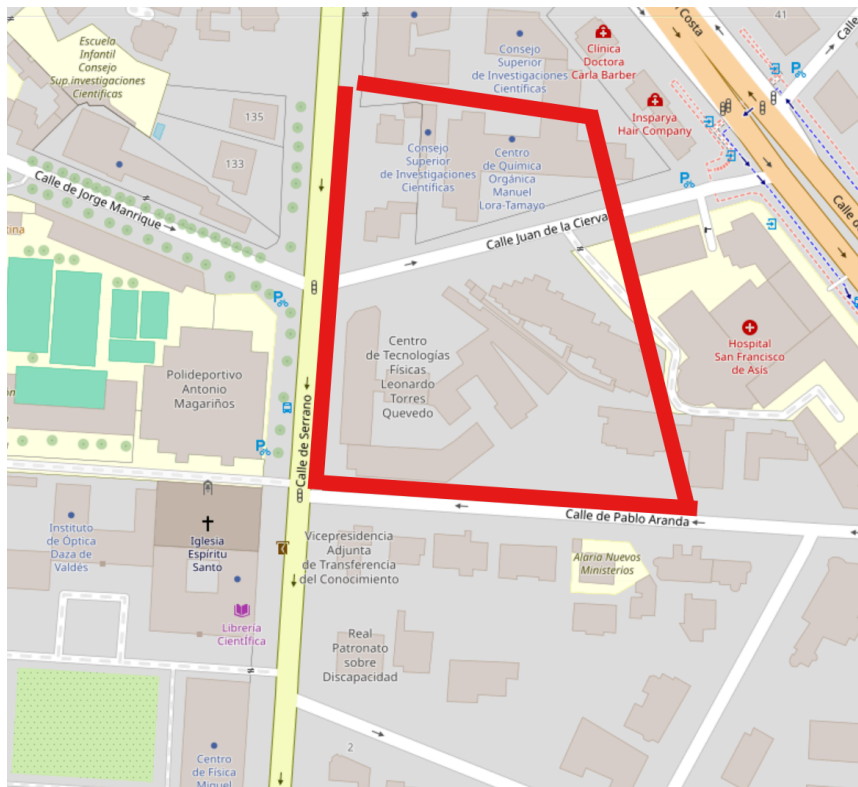 41
Costa
Calle
Escuela
Infantil
Consejo
Sup.investigaciones
Científicas
Consejo
Superior
de Investigaciones
Científicas
Clínica
Doctora
Carla Barber
P
Insparya
Hair Company
135
133
Consejo
Superior
de Investigaciones
Científicas
Centro
de Química
Orgánica
Manuel
Lora-Tamayo
P
Calle de Jorge Manrique
Calle Juan de la Cierva
Calle de
P
Centro
de Tecnologías
Físicas
Leonardo
Torres
Quevedo
Hospital
San Francisco
de Asís
Polideportivo
Antonio
Magariños
Calle de Serrano
P
Calle de Pablo Aranda
Instituto
de Óptica
Daza de
Valdés
Iglesia
Espíritu
Santo
Vicepresidencia
Adjunta
de Transferencia
del Conocimiento
Alaria Nuevos
Ministerios
Librería
Científica
Real
Patronato
sobre
Discapacidad
2
Centro
de Física
Miguel